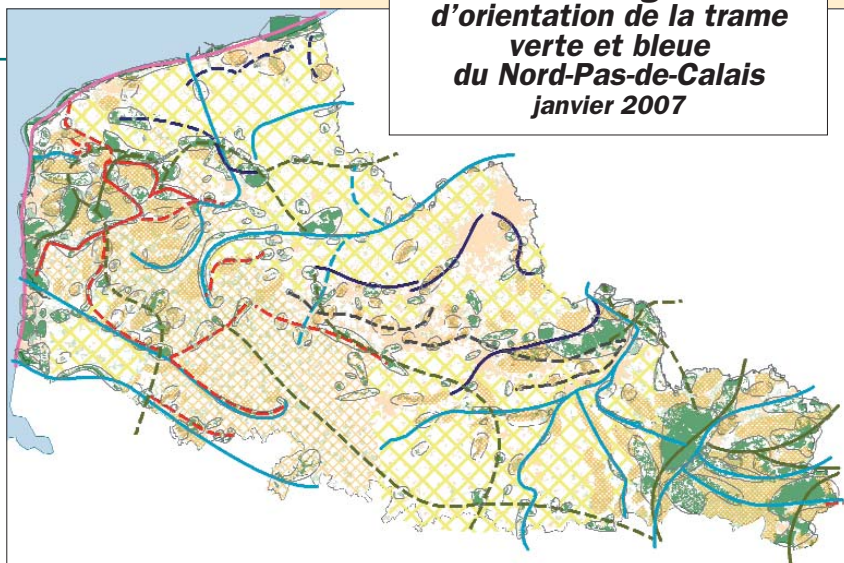 d’orientation de la trame
verte et bleue
du Nord-Pas-de-Calais
janvier 2007